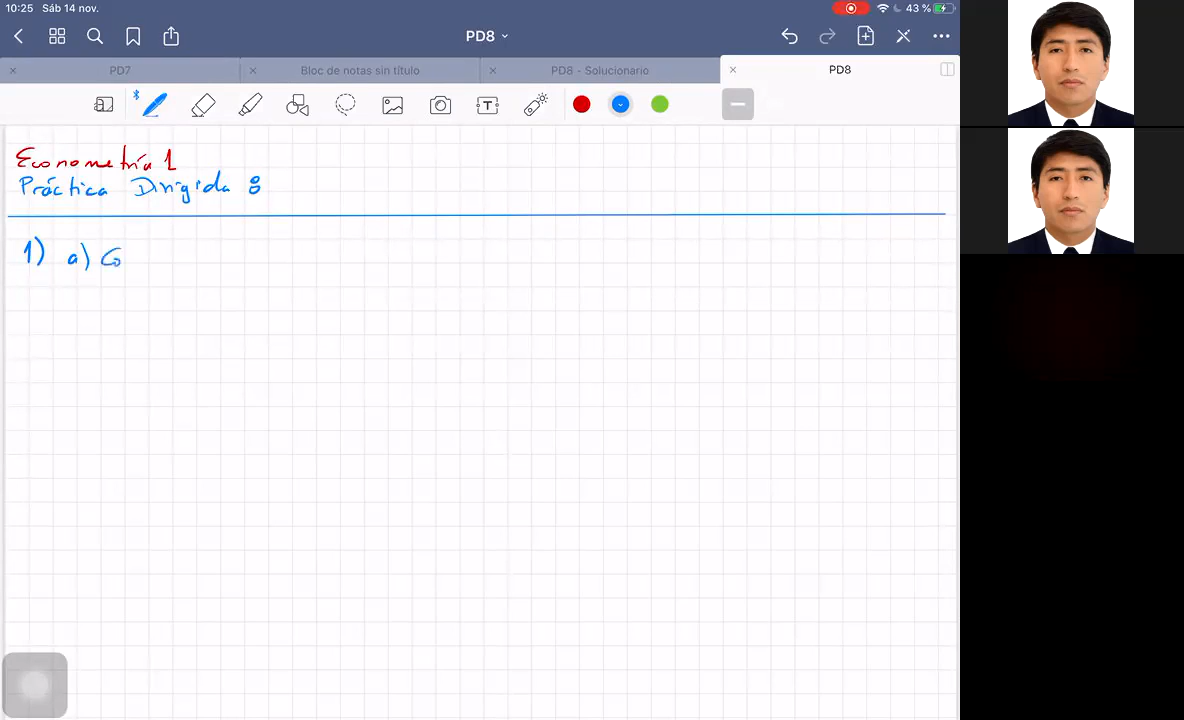 10:25 Sáb 14 nov.
43 %
PD8
PD7
Bloc de notas sin título
PD8 - Solucionario
PD8
T
Econometría 1
Práctica Dirigida 8
1) a) Co